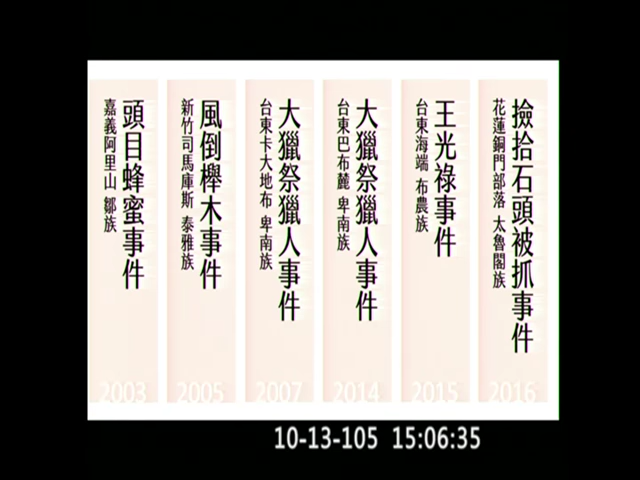 頭目蜂蜜事件
嘉義阿里山 鄒族
2003
風倒櫸木事件
新竹司馬庫斯 泰雅族
2005
大獵祭獵人事件
台東卡大地布 卑南族
2007
大獵祭獵人事件
台東巴布麓 卑南族
2014
王光祿事件
台東海端 布農族
2015
撿拾石頭被抓事件
花蓮銅門部落 太魯閣族
2016
10-13-105 15:06:35